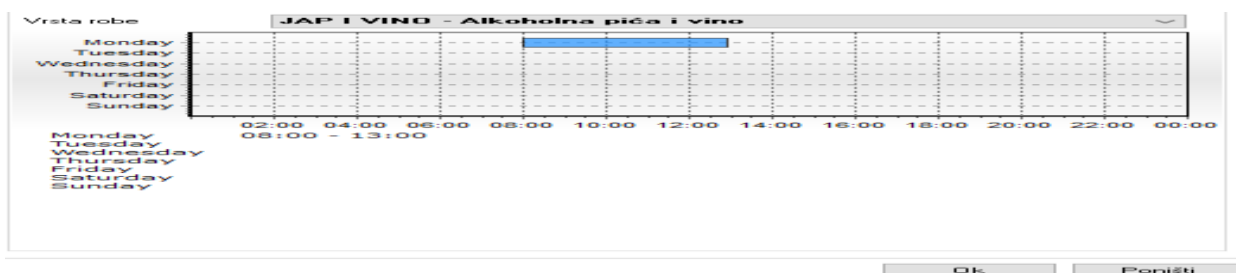 Vrsta robe JAP I VINO - Alkoholna pića i vino
Monday
Tuesday
Wednesday
Thursday
Friday
Saturday
Sunday
02:00 04:00 06:00 08:00 10:00 12:00 14:00 16:00 18:00 20:00 22:00 00:00
Monday 08:00 - 13:00
Tuesday
Wednesday
Thursday
Friday
Saturday
Sunday
Ok Poništi